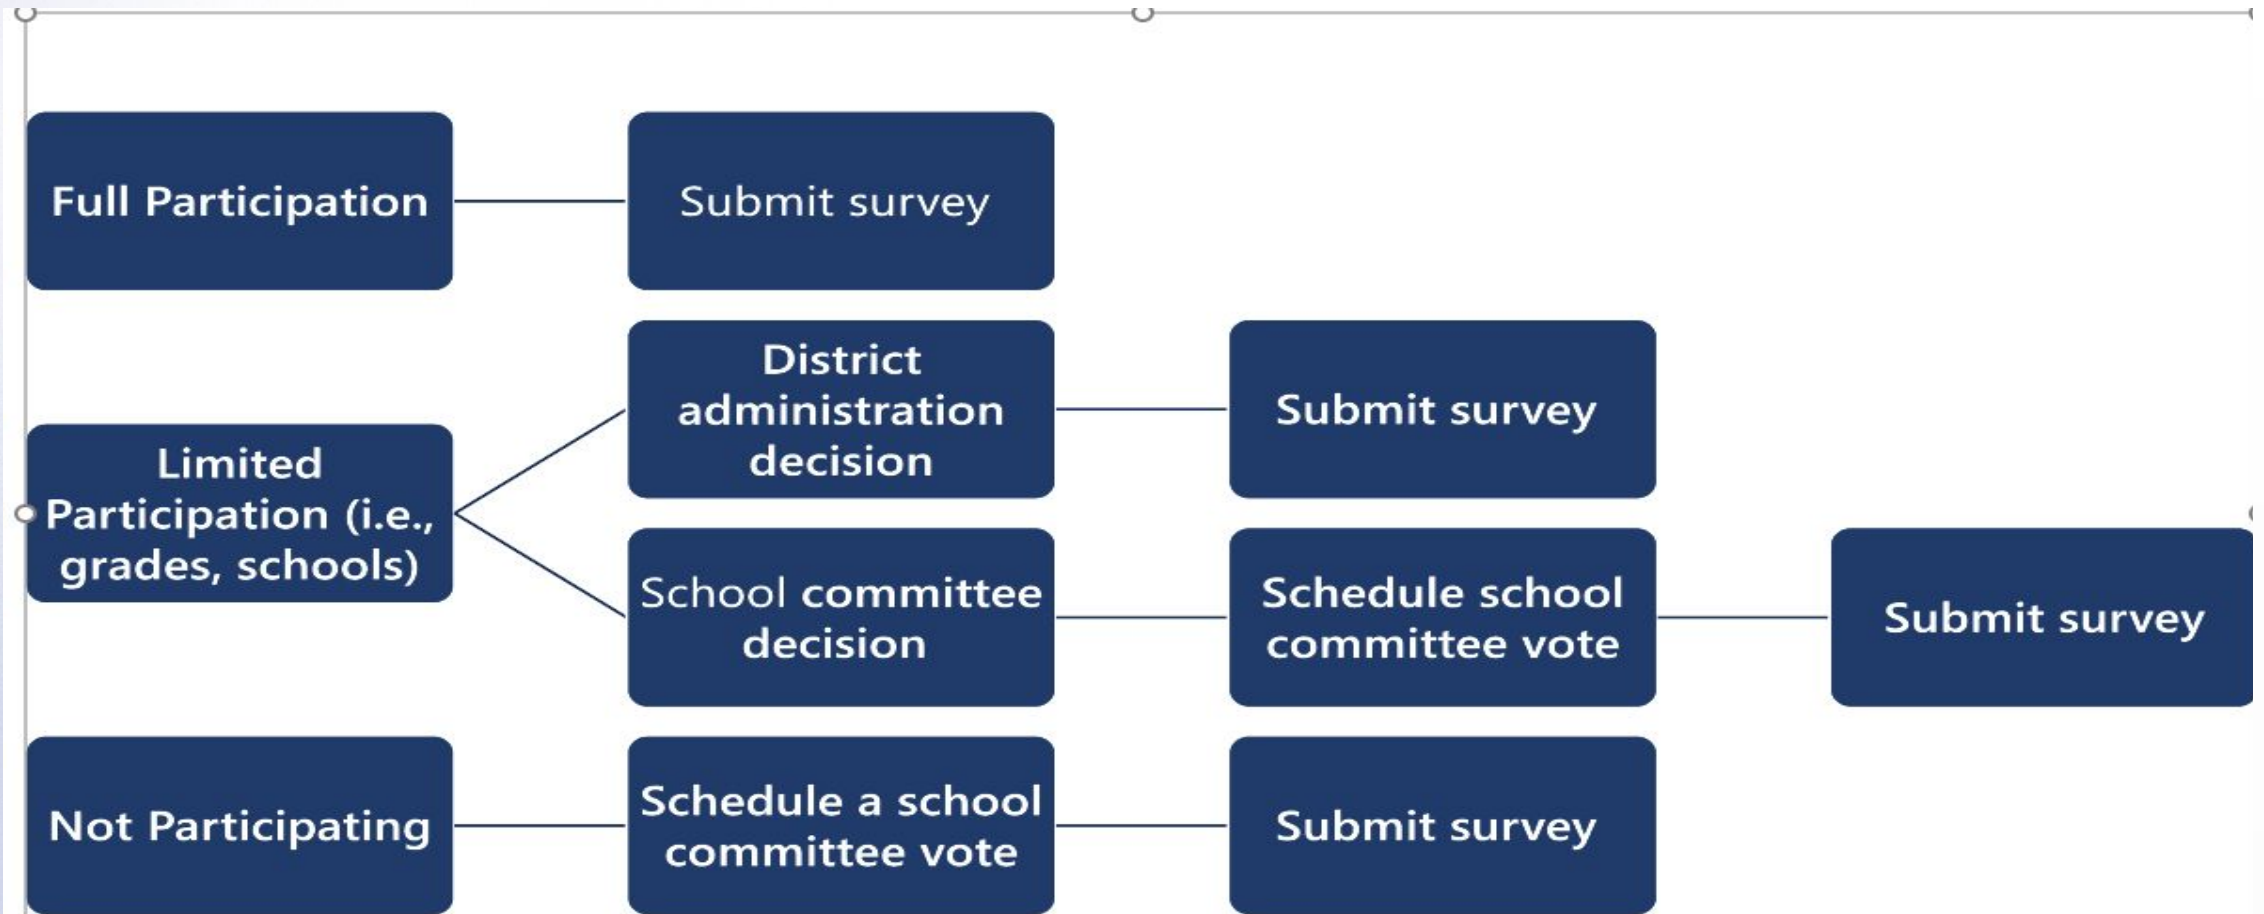 Full Participation
Submit survey
Limited
Participation (i.e.,
grades, schools)
District
administration
decision
Submit survey
School committee
decision
Schedule school
committee vote
Submit survey
Not Participating
Schedule a school
committee vote
Submit survey